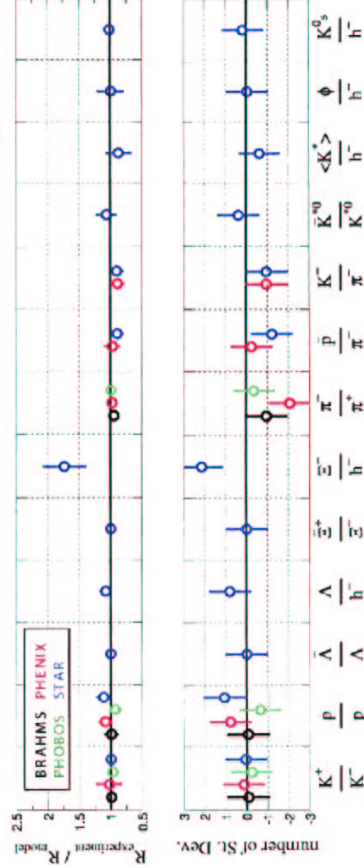 2.5
2
1.5
1
0.5
R experiment / R model
BRAHMS PHENIX
PHOBOS STAR
3
2
1
0
-1
-2
-3
number of St. Dev.
K⁺ p̄ Λ̄ Λ Ξ̄⁺ Ξ⁻ π⁻ p̄ K⁻ K̄*⁰ <K*> ϕ K⁰s
K⁻ p Λ h⁻ Ξ⁻ h⁻ π⁺ π⁻ π⁻ K*⁰ h⁻ h⁻ h⁻